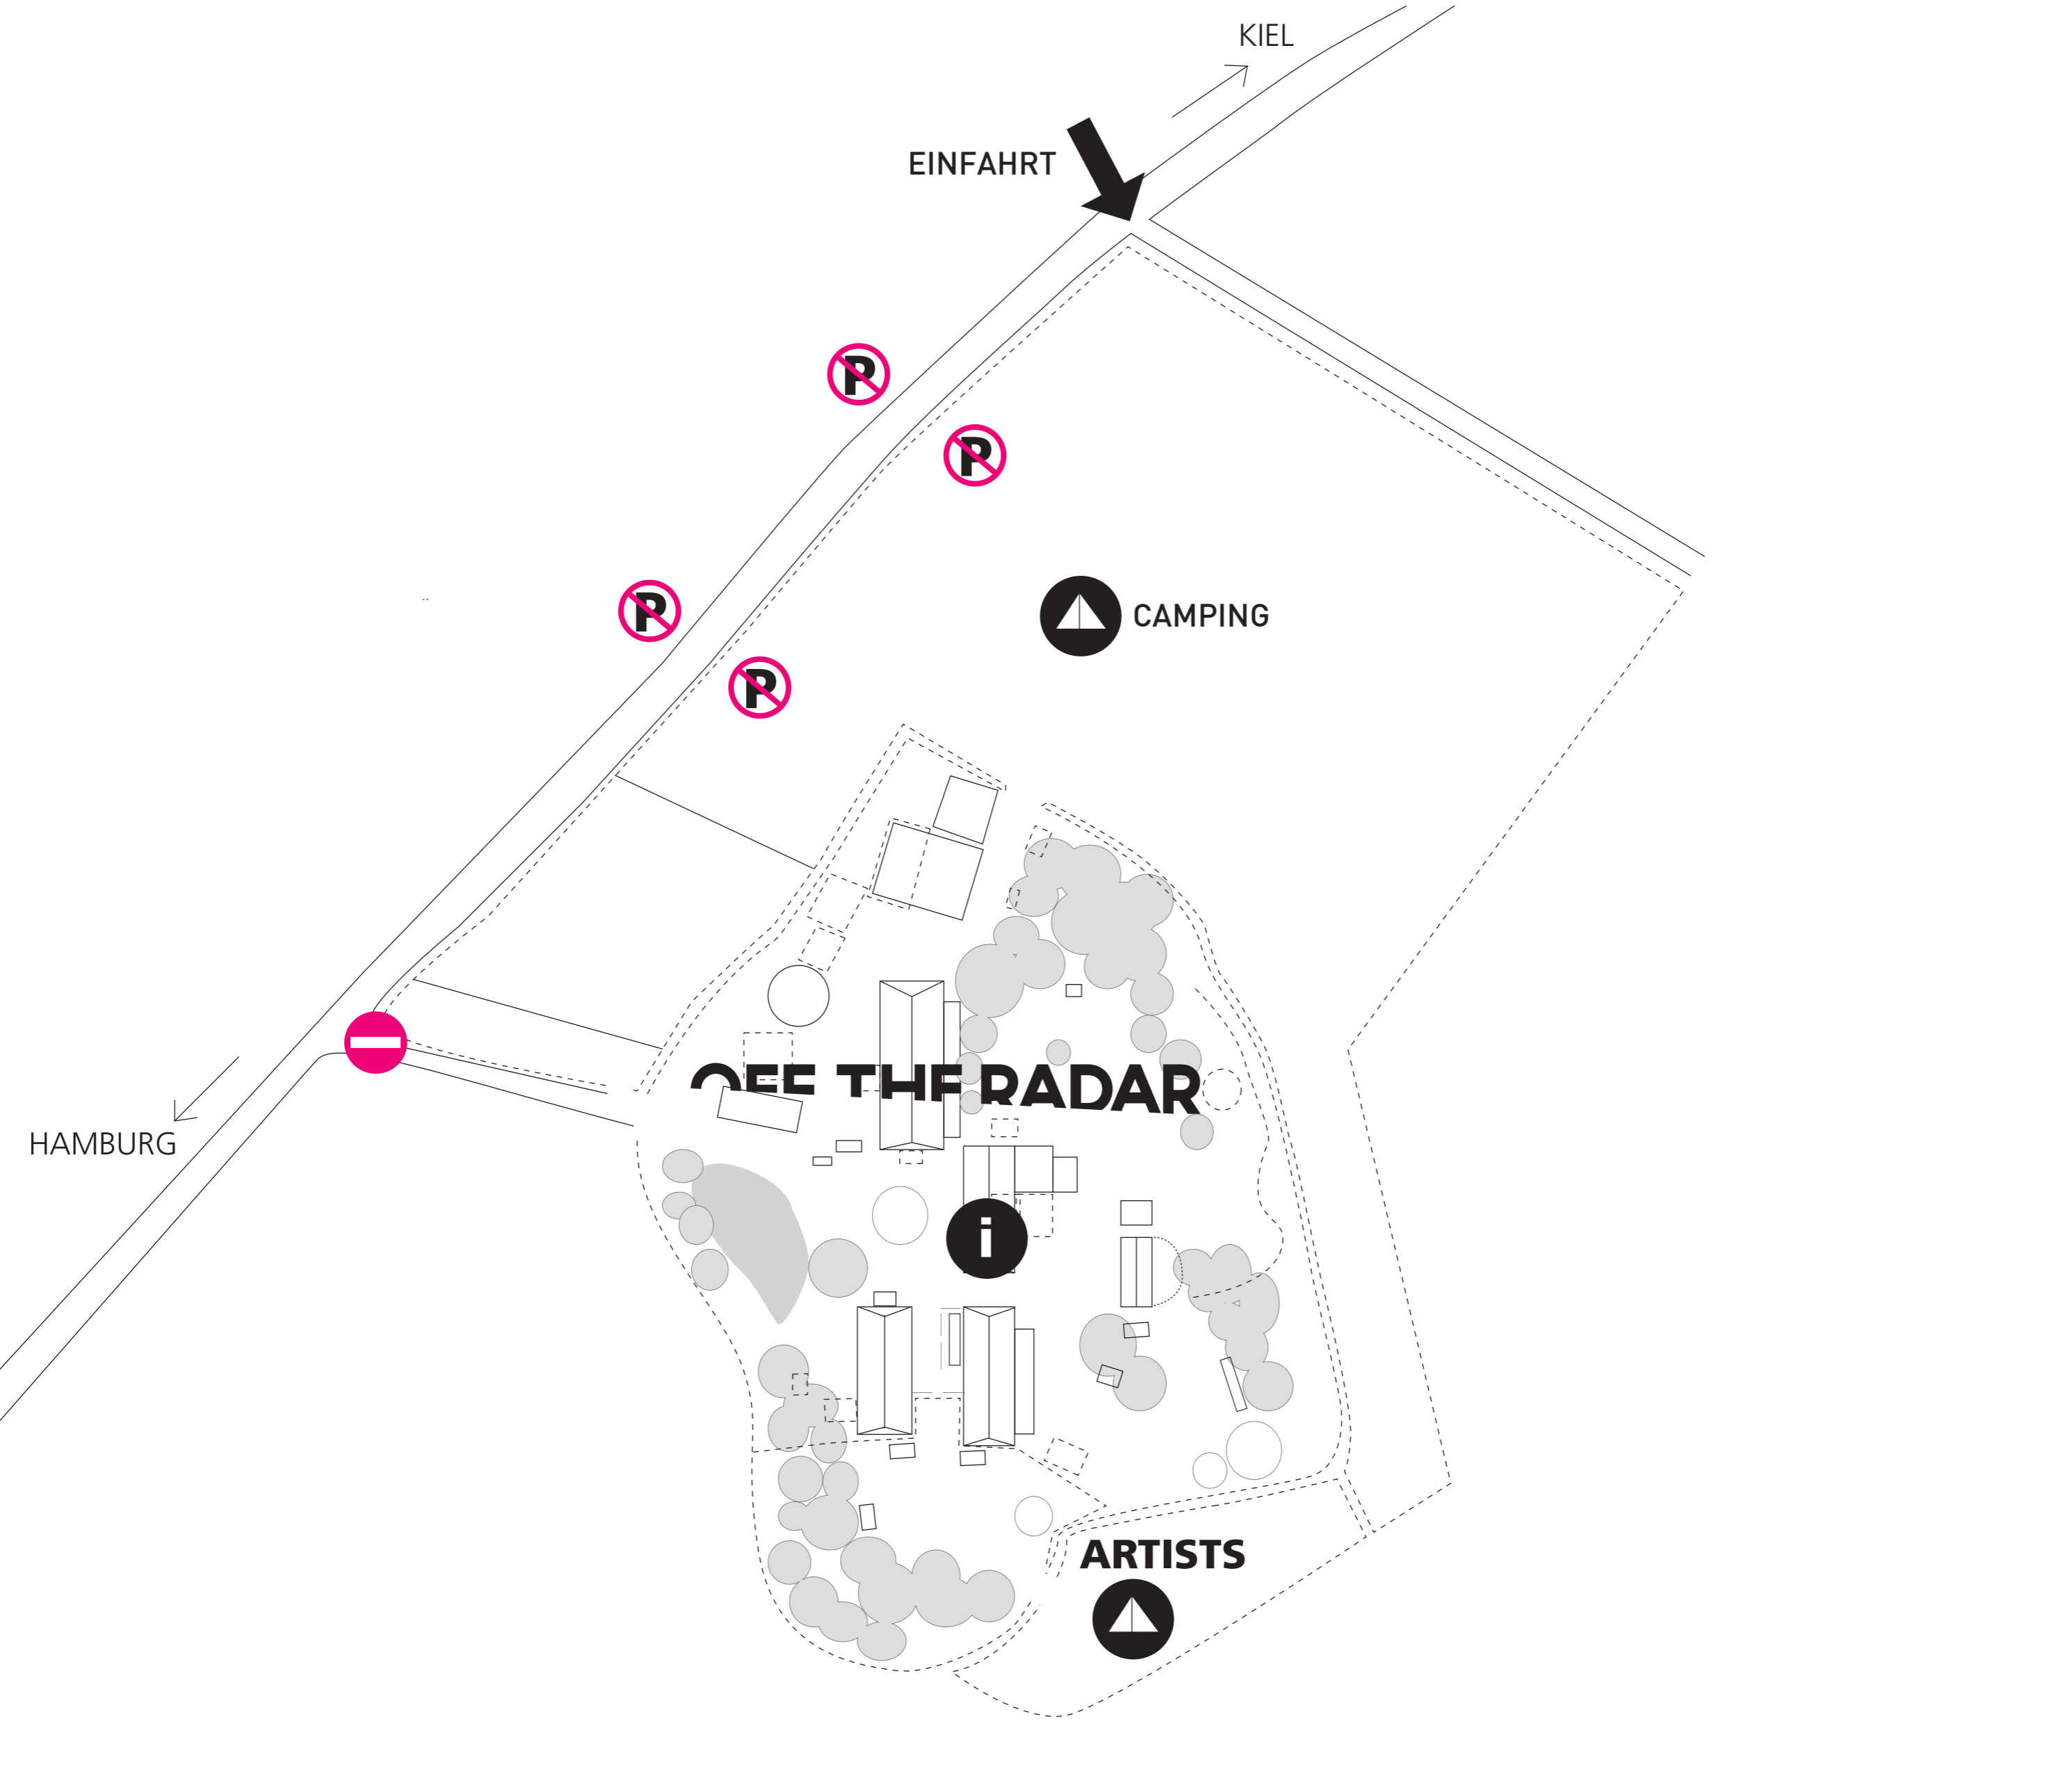 KIEL
EINFAHRT
P
P
CAMPING
P
P
OFF THE RADAR
HAMBURG
i
ARTISTS